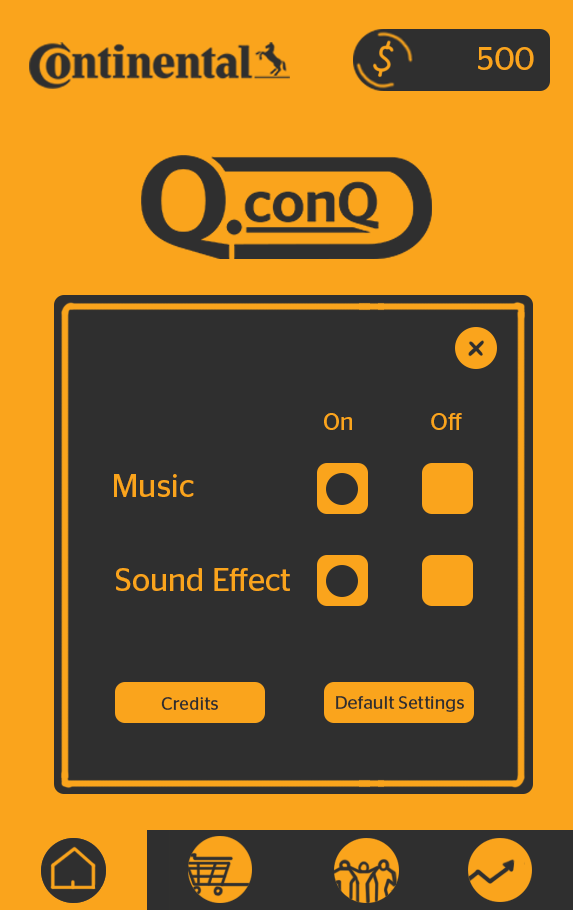 Continental
$ 500
Q.conQ
On Off
Music
Sound Effect
Credits Default Settings